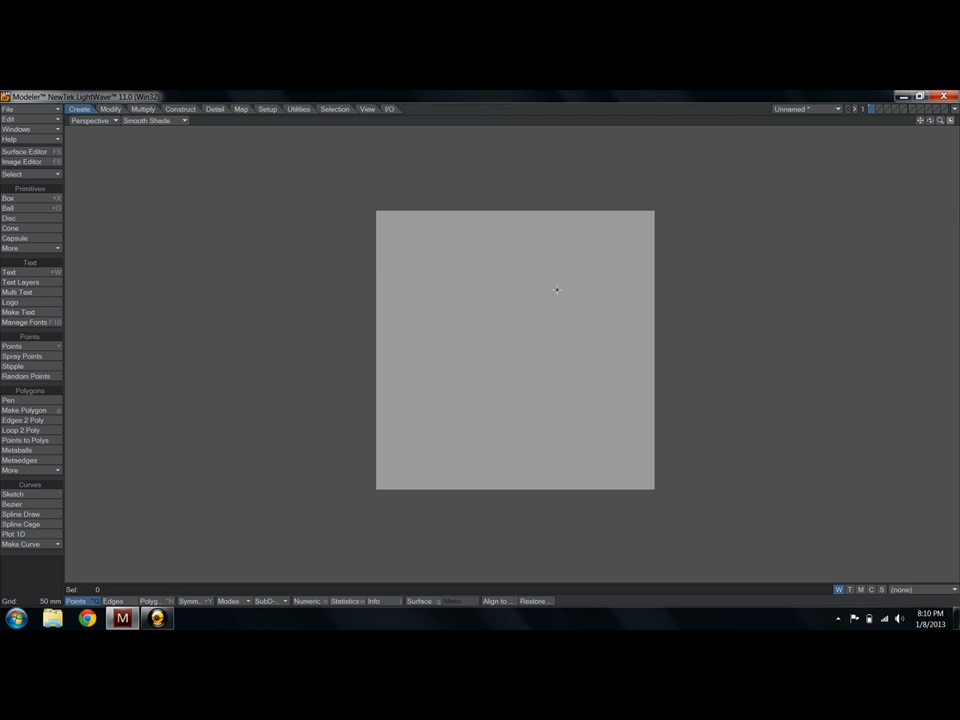 Modeler™ NewTek LightWave™ 11.0 (Win32)
File Create Modify Multiply Construct Detail Map Setup Utilities Selection View I/O Unnamed * 1
Edit Perspective Smooth Shade
Windows
Help
Surface Editor F5
Image Editor F6
Select
Primitives
Box +X
Ball +O
Disc
Cone
Capsule
More
Text
Text +W
Text Layers
Multi Text
Logo
Make Text
Manage Fonts F10
Points
Points +
Spray Points
Stipple
Random Points
Polygons
Pen
Make Polygon p
Edges 2 Poly
Loop 2 Poly
Points to Polys
Metaballs
Metaedges
More
Curves
Sketch
Bezier
Spline Draw
Spline Cage
Plot 1D
Make Curve
Sel: 0 W T M C S (none)
Grid: 50 mm Points ^G Edges Polyg... ^H Symm... +Y Modes SubD-... Numeric n Statistics w Info i Surface q Align to ... Restore...
M
8:10 PM
1/8/2013